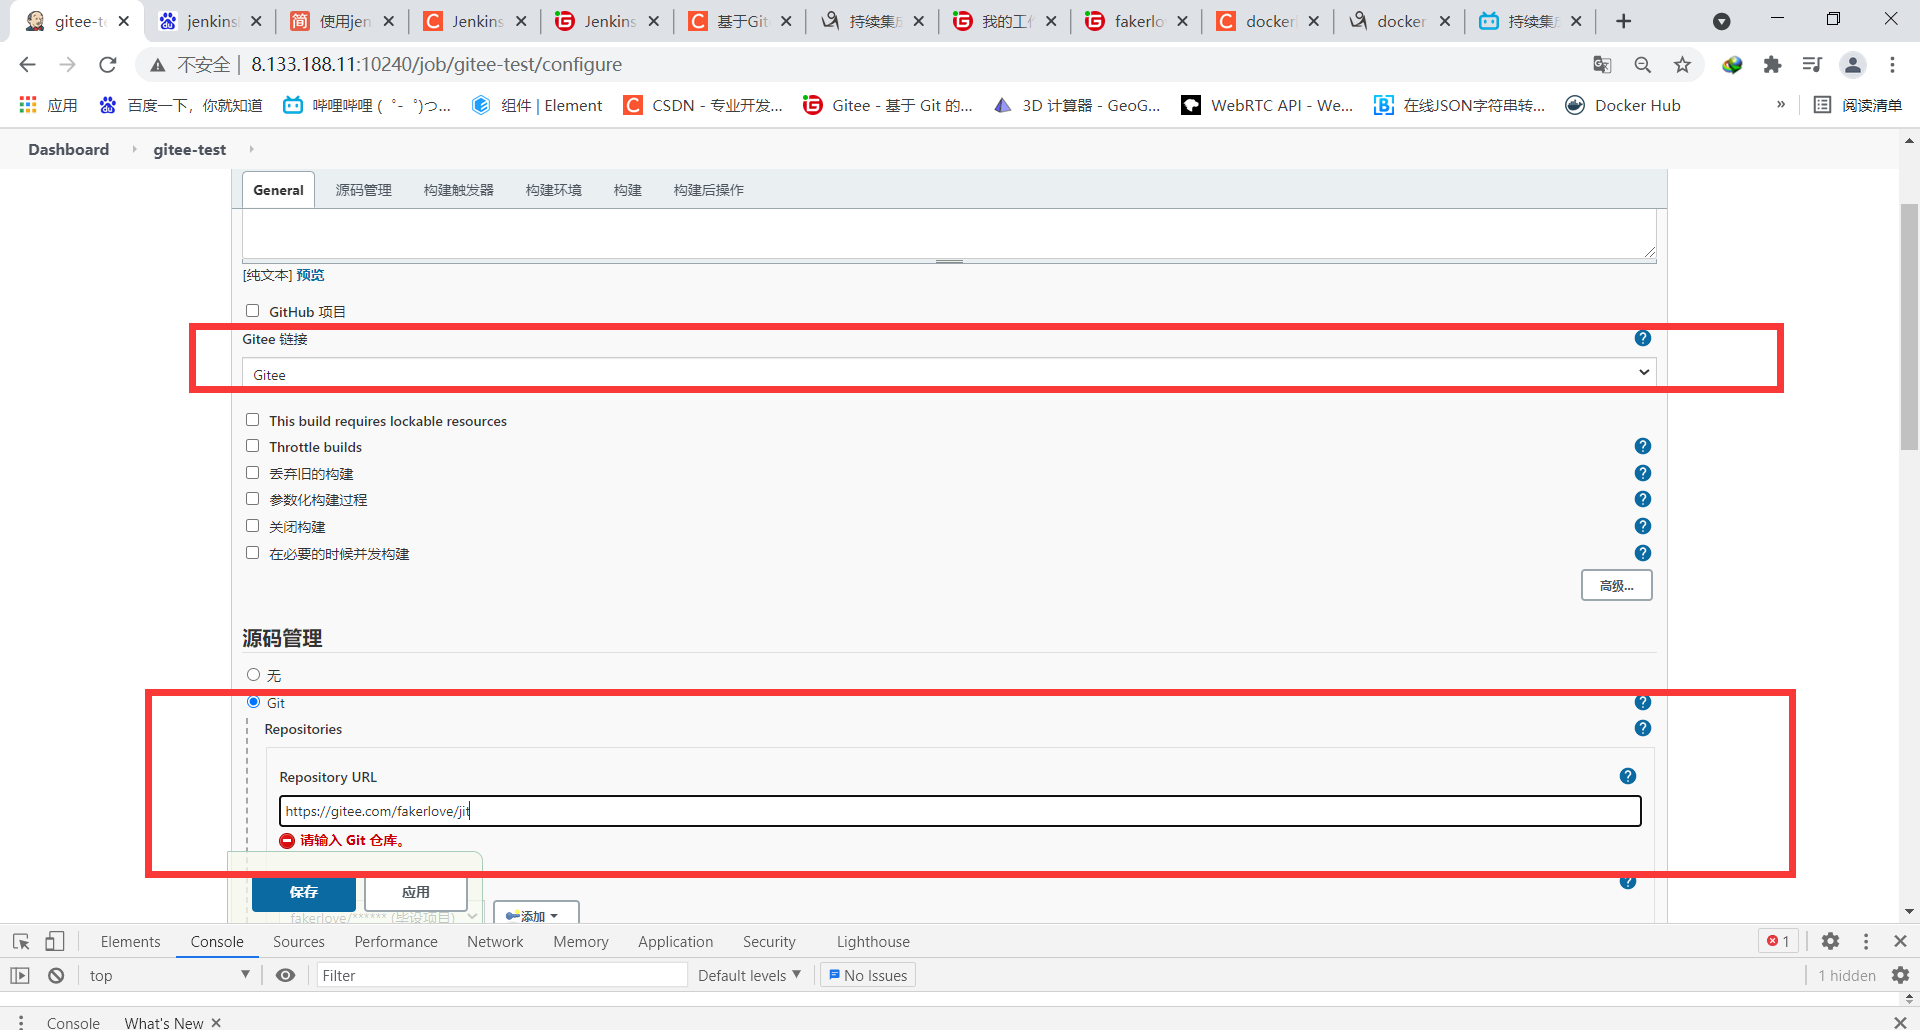 gitee-te
jenkins
使用jen
Jenkins
Jenkins
基于Git
持续集成
我的工作
fakerlo
docker
docker
持续集成
不安全 | 8.133.188.11:10240/job/gitee-test/configure
应用
百度一下，你就知道
哔哩哔哩 (゜-゜)つ...
组件 | Element
CSDN - 专业开发...
Gitee - 基于 Git 的...
3D 计算器 - GeoG...
WebRTC API - We...
在线JSON字符串转...
Docker Hub
»
阅读清单
Dashboard
gitee-test
General
源码管理
构建触发器
构建环境
构建
构建后操作
[纯文本] 预览
GitHub 项目
Gitee 链接
Gitee
This build requires lockable resources
Throttle builds
丢弃旧的构建
参数化构建过程
关闭构建
在必要的时候并发构建
高级...
源码管理
无
Git
Repositories
Repository URL
https://gitee.com/fakerlove/jit
请输入 Git 仓库。
保存
应用
fakerlove/****** (毕设项目)
添加
Elements
Console
Sources
Performance
Network
Memory
Application
Security
Lighthouse
1
top
Filter
Default levels
No Issues
1 hidden
Console
What's New